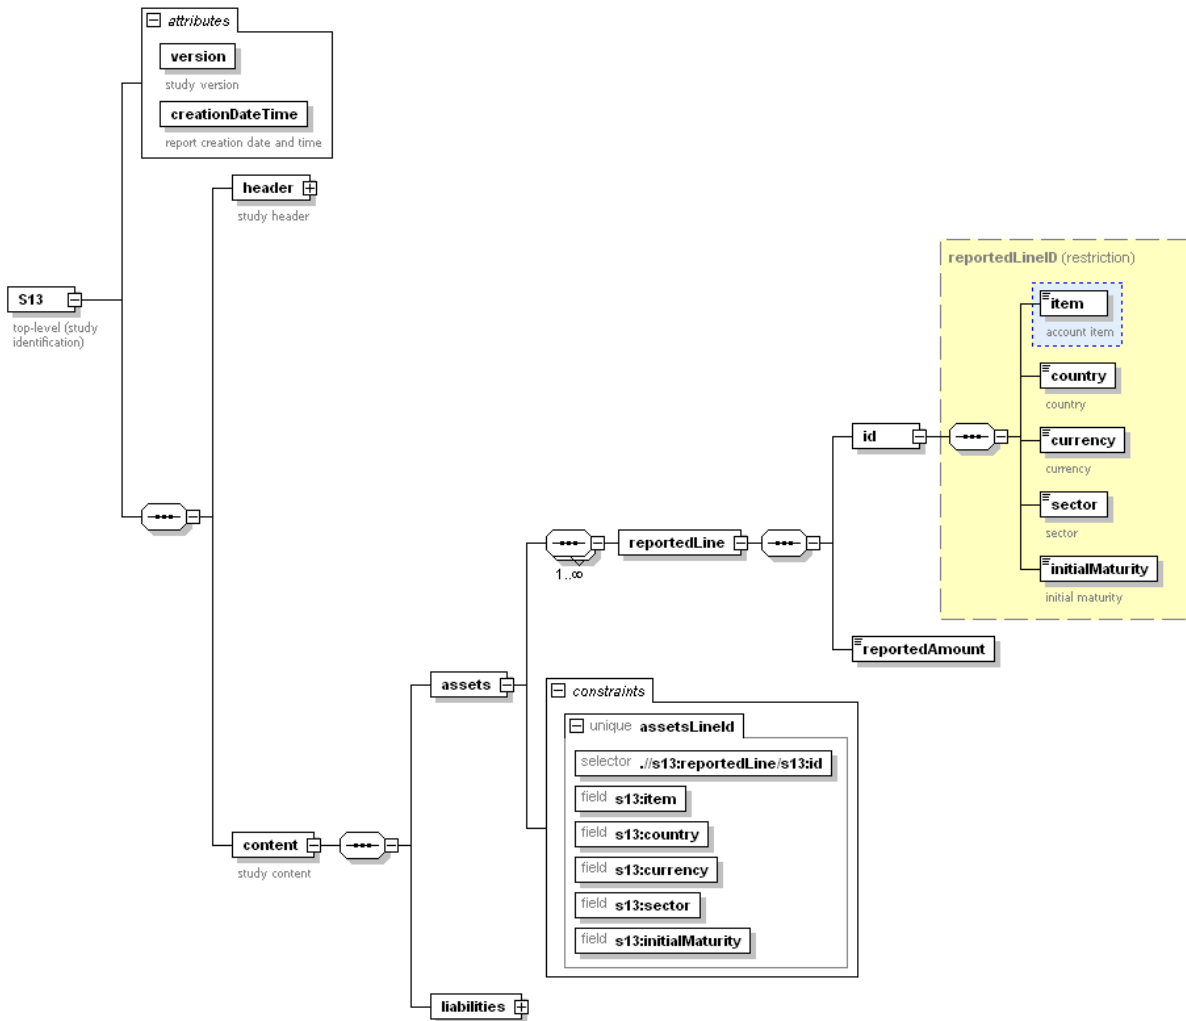 attributes
version
study version
creationDateTime
report creation date and time
header
study header
S13
top-level (study
identification)
reportedLineID (restriction)
item
account item
country
country
id
currency
currency
sector
sector
initialMaturity
initial maturity
reportedLine
1..∞
reportedAmount
assets
constraints
unique assetsLineId
selector .//s13:reportedLine/s13:id
field s13:item
field s13:country
field s13:currency
field s13:sector
field s13:initialMaturity
content
study content
liabilities